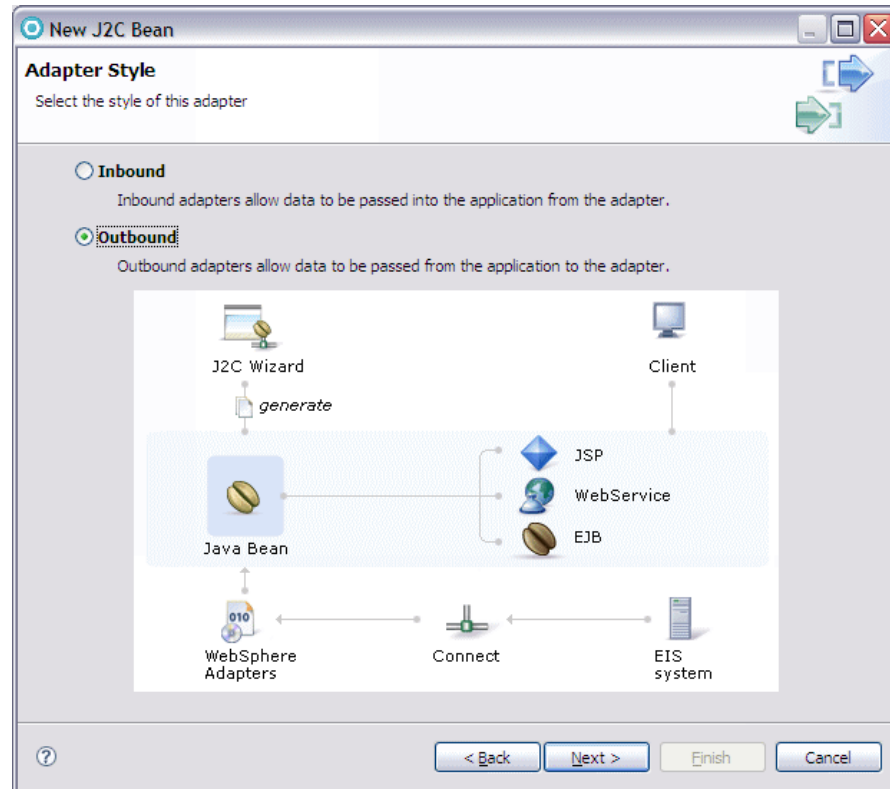 New J2C Bean
Adapter Style
Select the style of this adapter
Inbound
Inbound adapters allow data to be passed into the application from the adapter.
Outbound
Outbound adapters allow data to be passed from the application to the adapter.
J2C Wizard
Client
generate
JSP
WebService
EJB
Java Bean
010
WebSphere
Adapters
Connect
EIS
system
?
< Back
Next >
Finish
Cancel